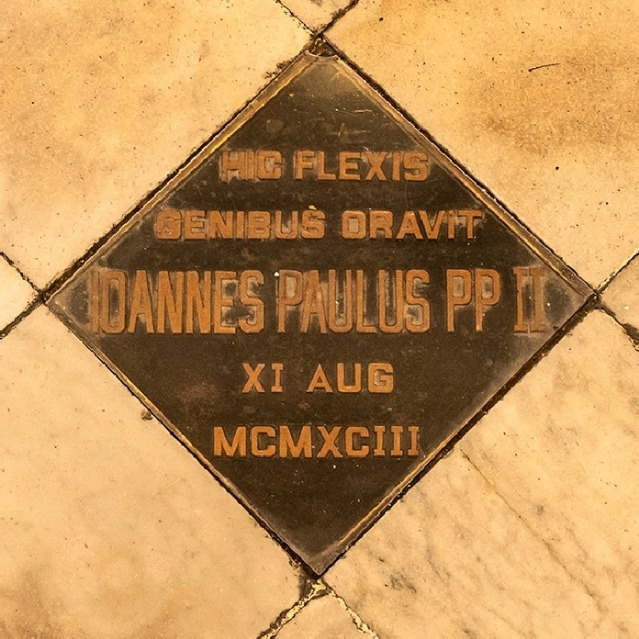 HIC FLEXIS
GENIBUS ORAVIT
IOANNES PAULUS PP II
XI AUG
MCMXCIII